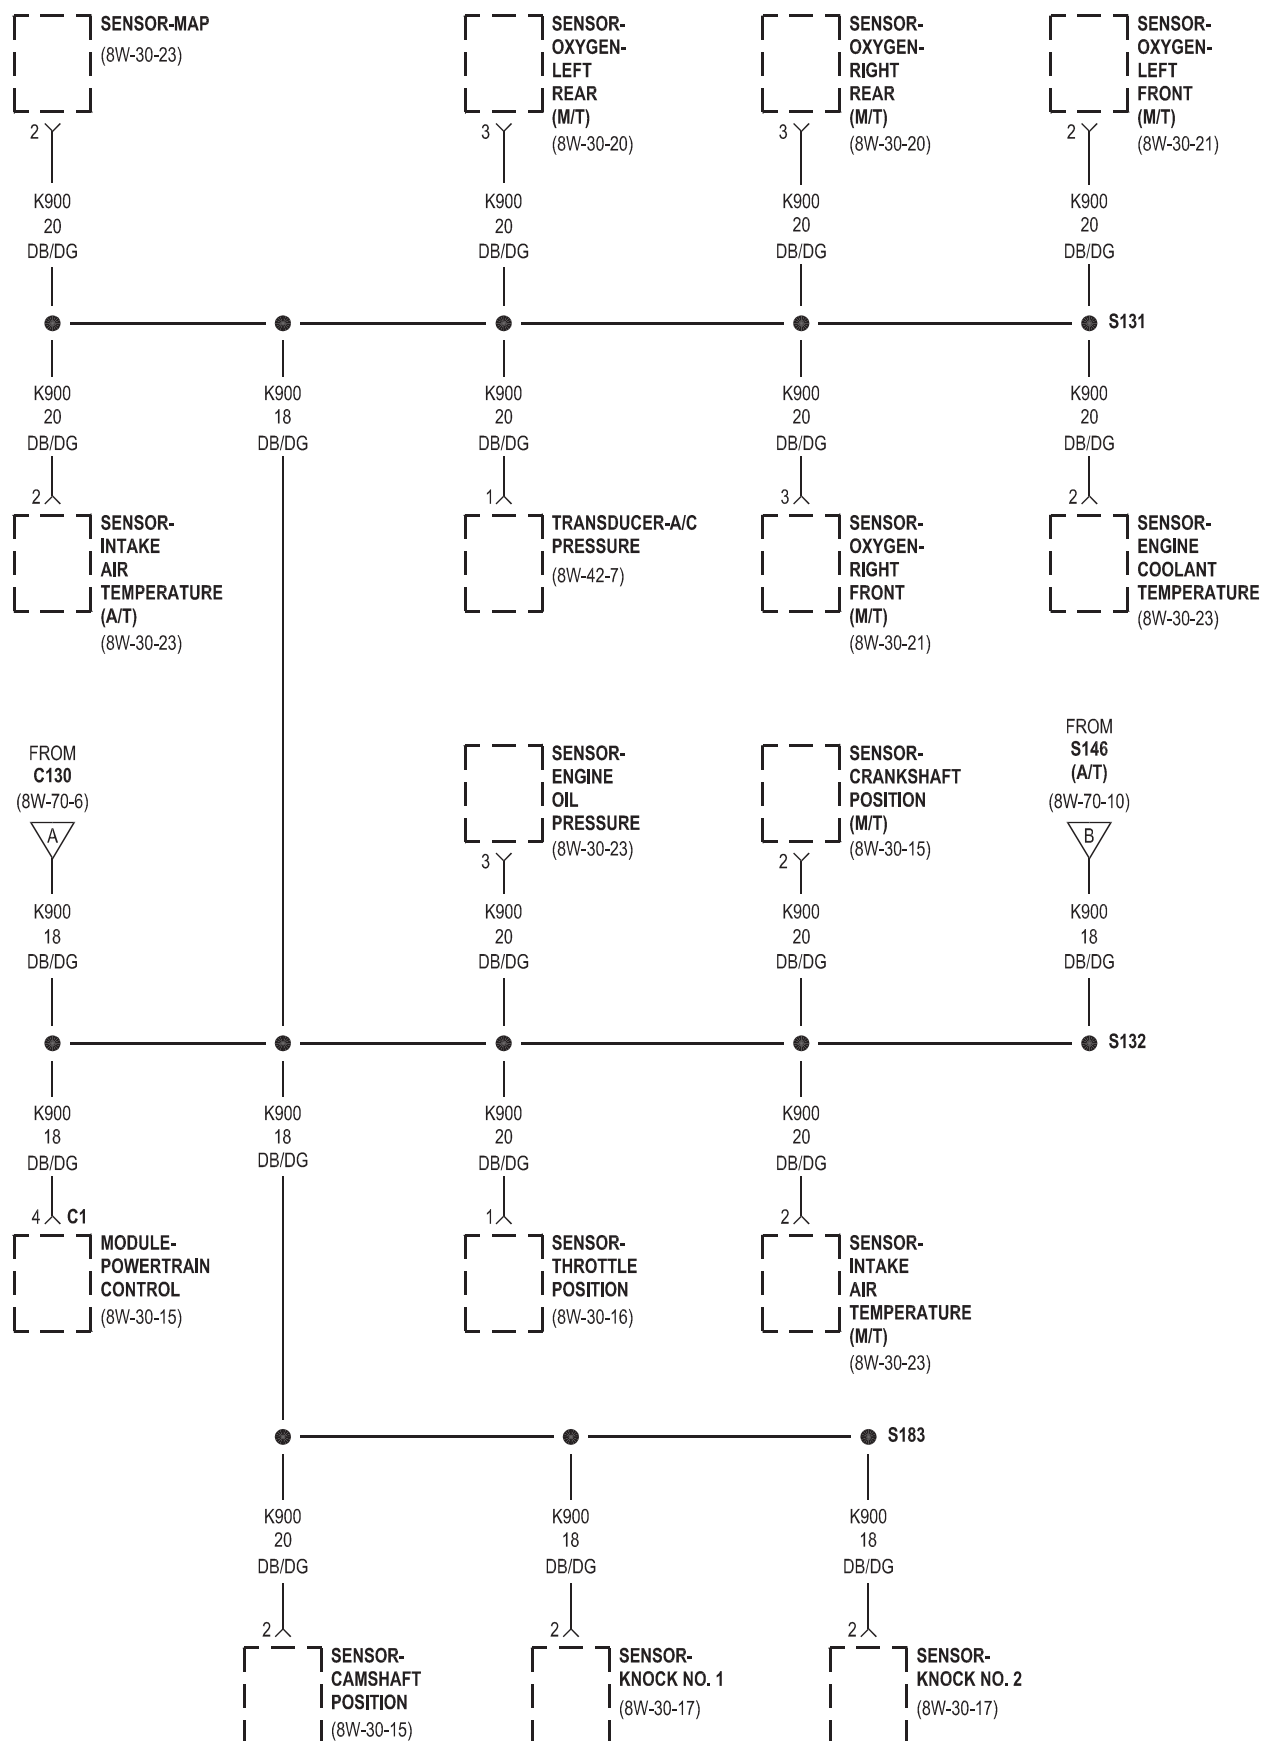 SENSOR-MAP
(8W-30-23)
SENSOR-
OXYGEN-
LEFT
REAR
(M/T)
(8W-30-20)
SENSOR-
OXYGEN-
RIGHT
REAR
(M/T)
(8W-30-20)
SENSOR-
OXYGEN-
LEFT
FRONT
(M/T)
(8W-30-21)
2
3
3
2
K900
20
DB/DG
K900
20
DB/DG
K900
20
DB/DG
K900
20
DB/DG
S131
K900
20
DB/DG
K900
18
DB/DG
K900
20
DB/DG
K900
20
DB/DG
K900
20
DB/DG
2
1
3
2
SENSOR-
INTAKE
AIR
TEMPERATURE
(A/T)
(8W-30-23)
TRANSDUCER-A/C
PRESSURE
(8W-42-7)
SENSOR-
OXYGEN-
RIGHT
FRONT
(M/T)
(8W-30-21)
SENSOR-
ENGINE
COOLANT
TEMPERATURE
(8W-30-23)
FROM
C130
(8W-70-6)
A
SENSOR-
ENGINE
OIL
PRESSURE
(8W-30-23)
SENSOR-
CRANKSHAFT
POSITION
(M/T)
(8W-30-15)
FROM
S146
(A/T)
(8W-70-10)
B
3
2
K900
18
DB/DG
K900
20
DB/DG
K900
20
DB/DG
K900
18
DB/DG
S132
K900
18
DB/DG
K900
18
DB/DG
K900
20
DB/DG
K900
20
DB/DG
4 C1
1
2
MODULE-
POWERTRAIN
CONTROL
(8W-30-15)
SENSOR-
THROTTLE
POSITION
(8W-30-16)
SENSOR-
INTAKE
AIR
TEMPERATURE
(M/T)
(8W-30-23)
S183
K900
20
DB/DG
K900
18
DB/DG
K900
18
DB/DG
2
2
2
SENSOR-
CAMSHAFT
POSITION
(8W-30-15)
SENSOR-
KNOCK NO. 1
(8W-30-17)
SENSOR-
KNOCK NO. 2
(8W-30-17)